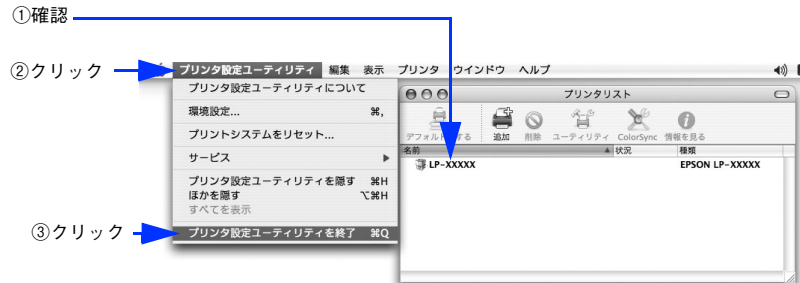 ①確認
②クリック
プリンタ設定ユーティリティ 編集 表示 プリンタ ウインドウ ヘルプ
プリンタ設定ユーティリティについて
環境設定... ⌘,
プリントシステムをリセット...
サービス ▶
プリンタ設定ユーティリティを隠す ⌘H
ほかを隠す ⌥⌘H
すべてを表示
③クリック
プリンタ設定ユーティリティを終了 ⌘Q
プリンタリスト
デフォルトする 追加 削除 ユーティリティ ColorSync 情報を見る
名前 ▲ 状況 種類
LP-XXXXX EPSON LP-XXXXX